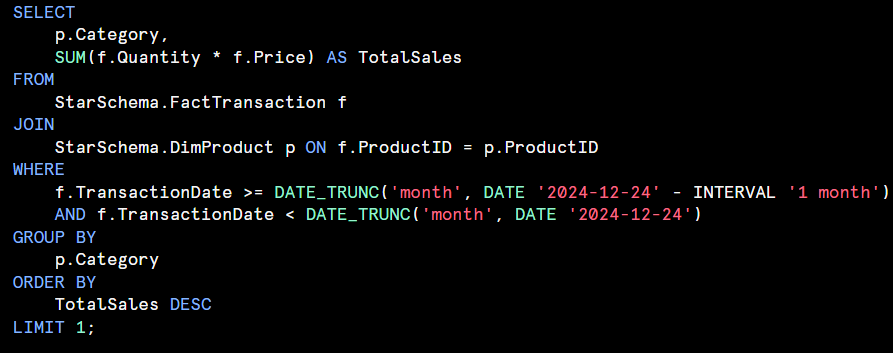 SELECT
    p.Category,
    SUM(f.Quantity * f.Price) AS TotalSales
FROM
    StarSchema.FactTransaction f
JOIN
    StarSchema.DimProduct p ON f.ProductID = p.ProductID
WHERE
    f.TransactionDate >= DATE_TRUNC('month', DATE '2024-12-24' - INTERVAL '1 month')
    AND f.TransactionDate < DATE_TRUNC('month', DATE '2024-12-24')
GROUP BY
    p.Category
ORDER BY
    TotalSales DESC
LIMIT 1;